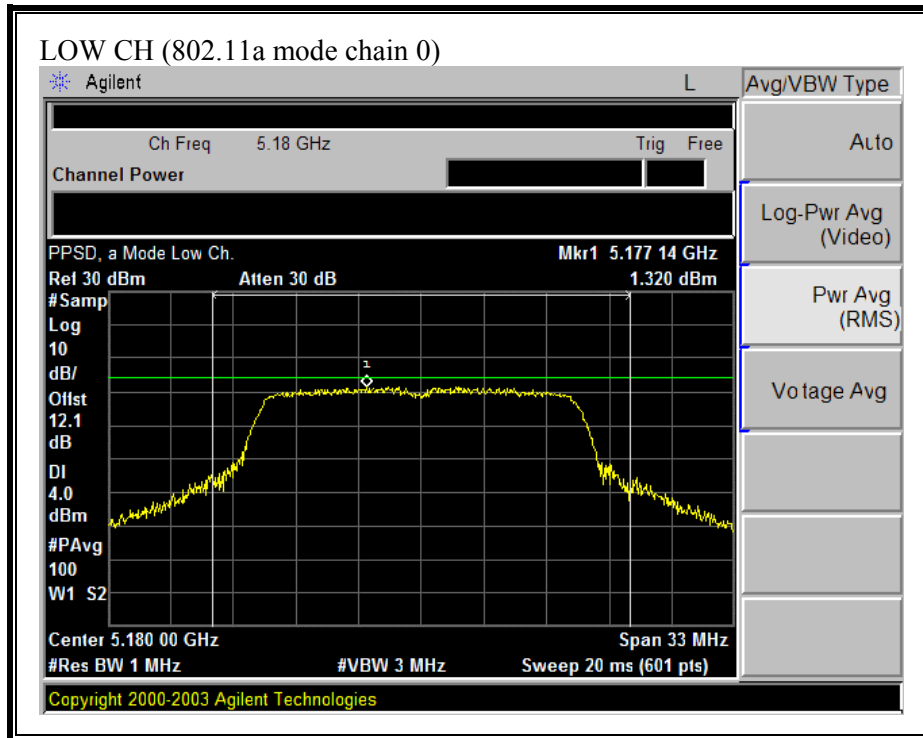 LOW CH (802.11a mode chain 0)
Agilent L Avg/VBW Type
Ch Freq 5.18 GHz Trig Free
Channel Power
Auto
Log-Pwr Avg
(Video)
Pwr Avg
(RMS)
Votage Avg
PPSD, a Mode Low Ch. Mkr1 5.177 14 GHz
Ref 30 dBm Atten 30 dB 1.320 dBm
#Samp
Log
10
dB/
Offst
12.1
dB
DI
4.0
dBm
#PAvg
100
W1 S2
1
Center 5.180 00 GHz Span 33 MHz
#Res BW 1 MHz #VBW 3 MHz Sweep 20 ms (601 pts)
Copyright 2000-2003 Agilent Technologies